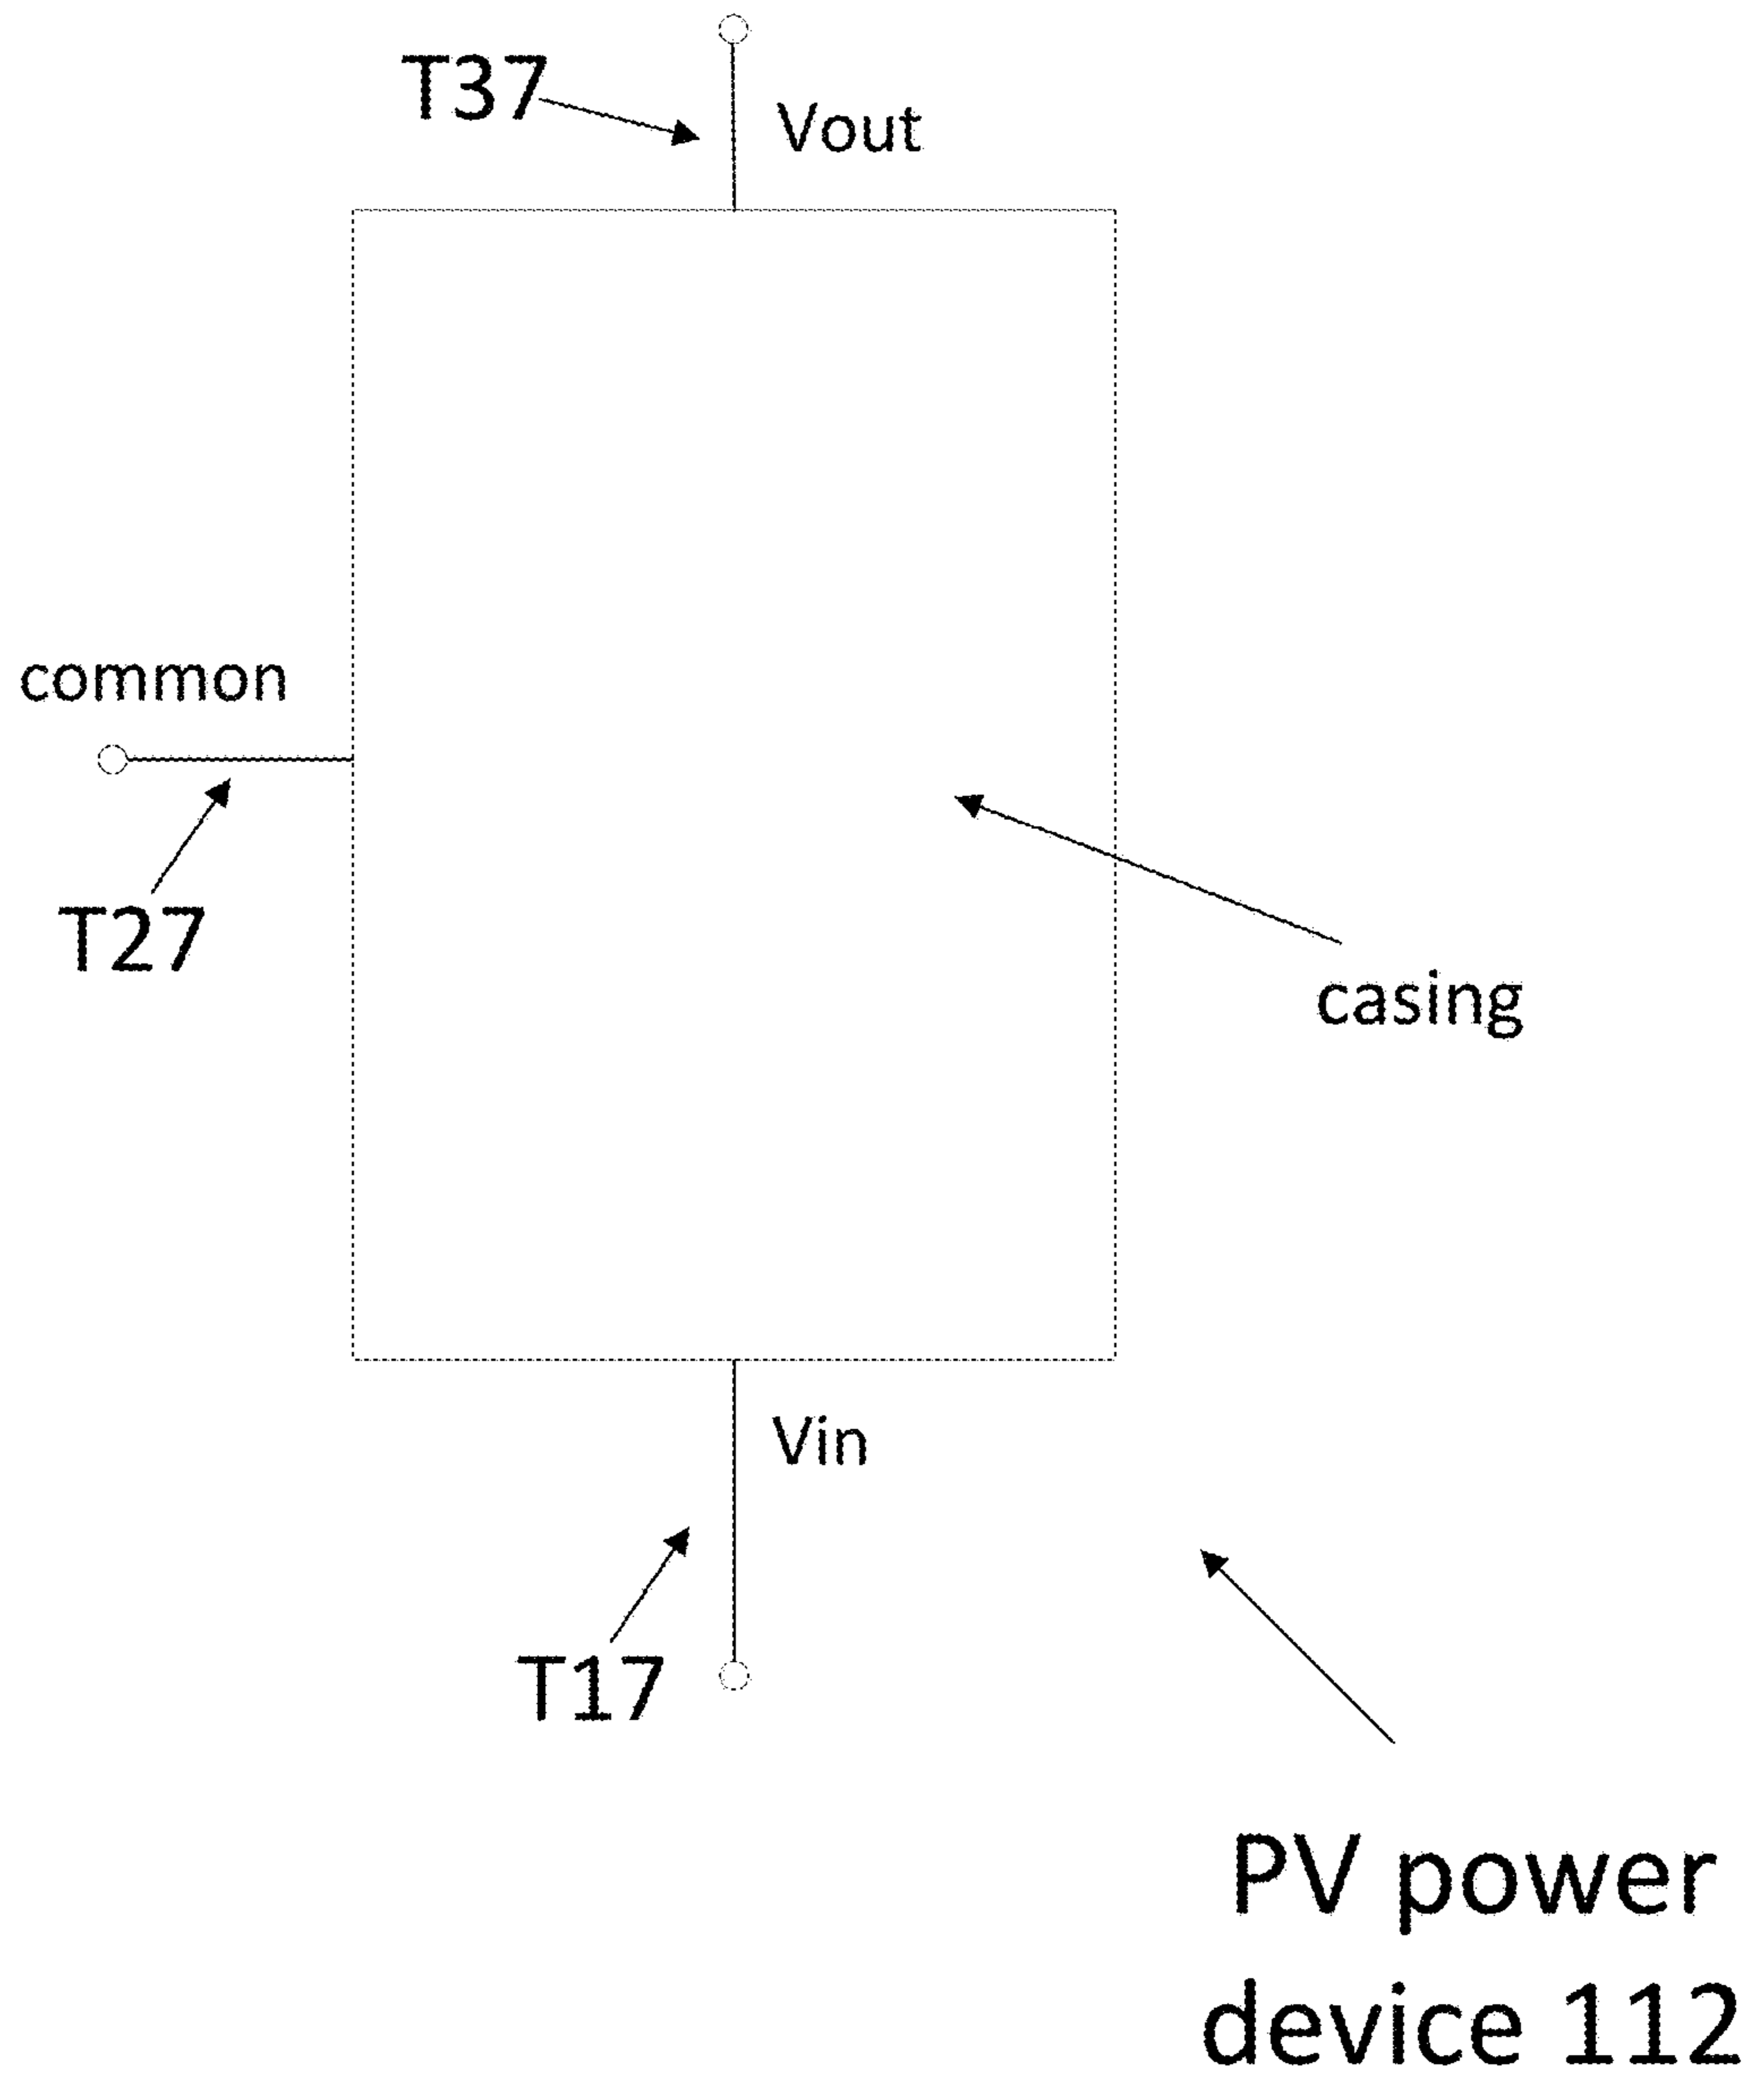 T37
Vout
common
T27
casing
Vin
T17
PV power
device 112